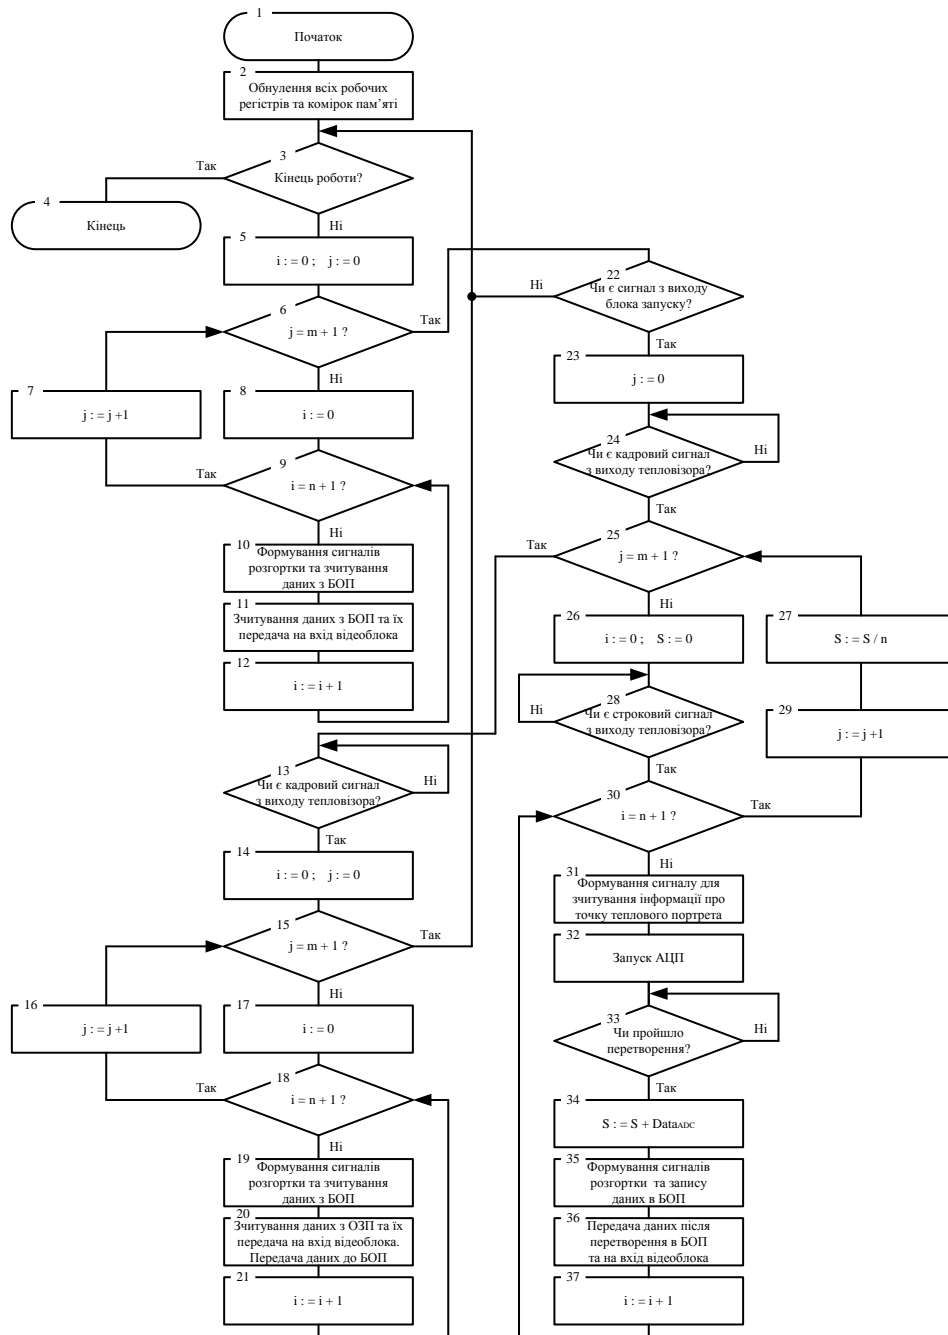 1
Початок
2
Обнулення всіх робочих
регістрів та комірок пам’яті
3
Кінець роботи?
Так
Ні
4
Кінець
5
i : = 0 ;    j : = 0
6
j = m + 1 ?
Так
Ні
7
j : = j +1
8
i : = 0
9
i = n + 1 ?
Так
Ні
10
Формування сигналів
розгортки та зчитування
даних з БОП
11
Зчитування даних з БОП та їх
передача на вхід відеоблока
12
i : = i + 1
13
Чи є кадровий сигнал
з виходу тепловізора?
Ні
Так
14
i : = 0 ;    j : = 0
15
j = m + 1 ?
Так
Ні
16
j : = j +1
17
i : = 0
18
i = n + 1 ?
Так
Ні
19
Формування сигналів
розгортки та зчитування
даних з БОП
20
Зчитування даних з ОЗП та їх
передача на вхід відеоблока.
Передача даних до БОП
21
i : = i + 1
22
Чи є сигнал з виходу
блока запуску?
Ні
Так
23
j : = 0
24
Чи є кадровий сигнал
з виходу тепловізора?
Ні
Так
25
j = m + 1 ?
Так
Ні
26
i : = 0 ;    S : = 0
27
S : = S / n
28
Чи є строковий сигнал
з виходу тепловізора?
Ні
Так
29
j : = j +1
30
i = n + 1 ?
Так
Ні
31
Формування сигналу для
зчитування інформації про
точку теплового портрета
32
Запуск АЦП
33
Чи пройшло
перетворення?
Ні
Так
34
S : = S + DataADC
35
Формування сигналів
розгортки  та запису
даних в БОП
36
Передача даних після
перетворення в БОП
та на вхід відеоблока
37
i : = i + 1